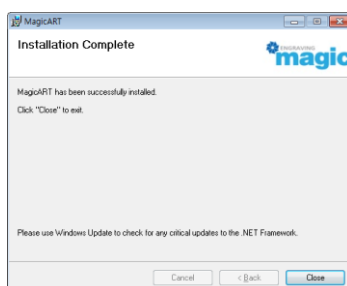 MagicART
Installation Complete
ENGRAVING
magic
MagicART has been successfully installed.
Click "Close" to exit.
Please use Windows Update to check for any critical updates to the .NET Framework.
Cancel
< Back
Close